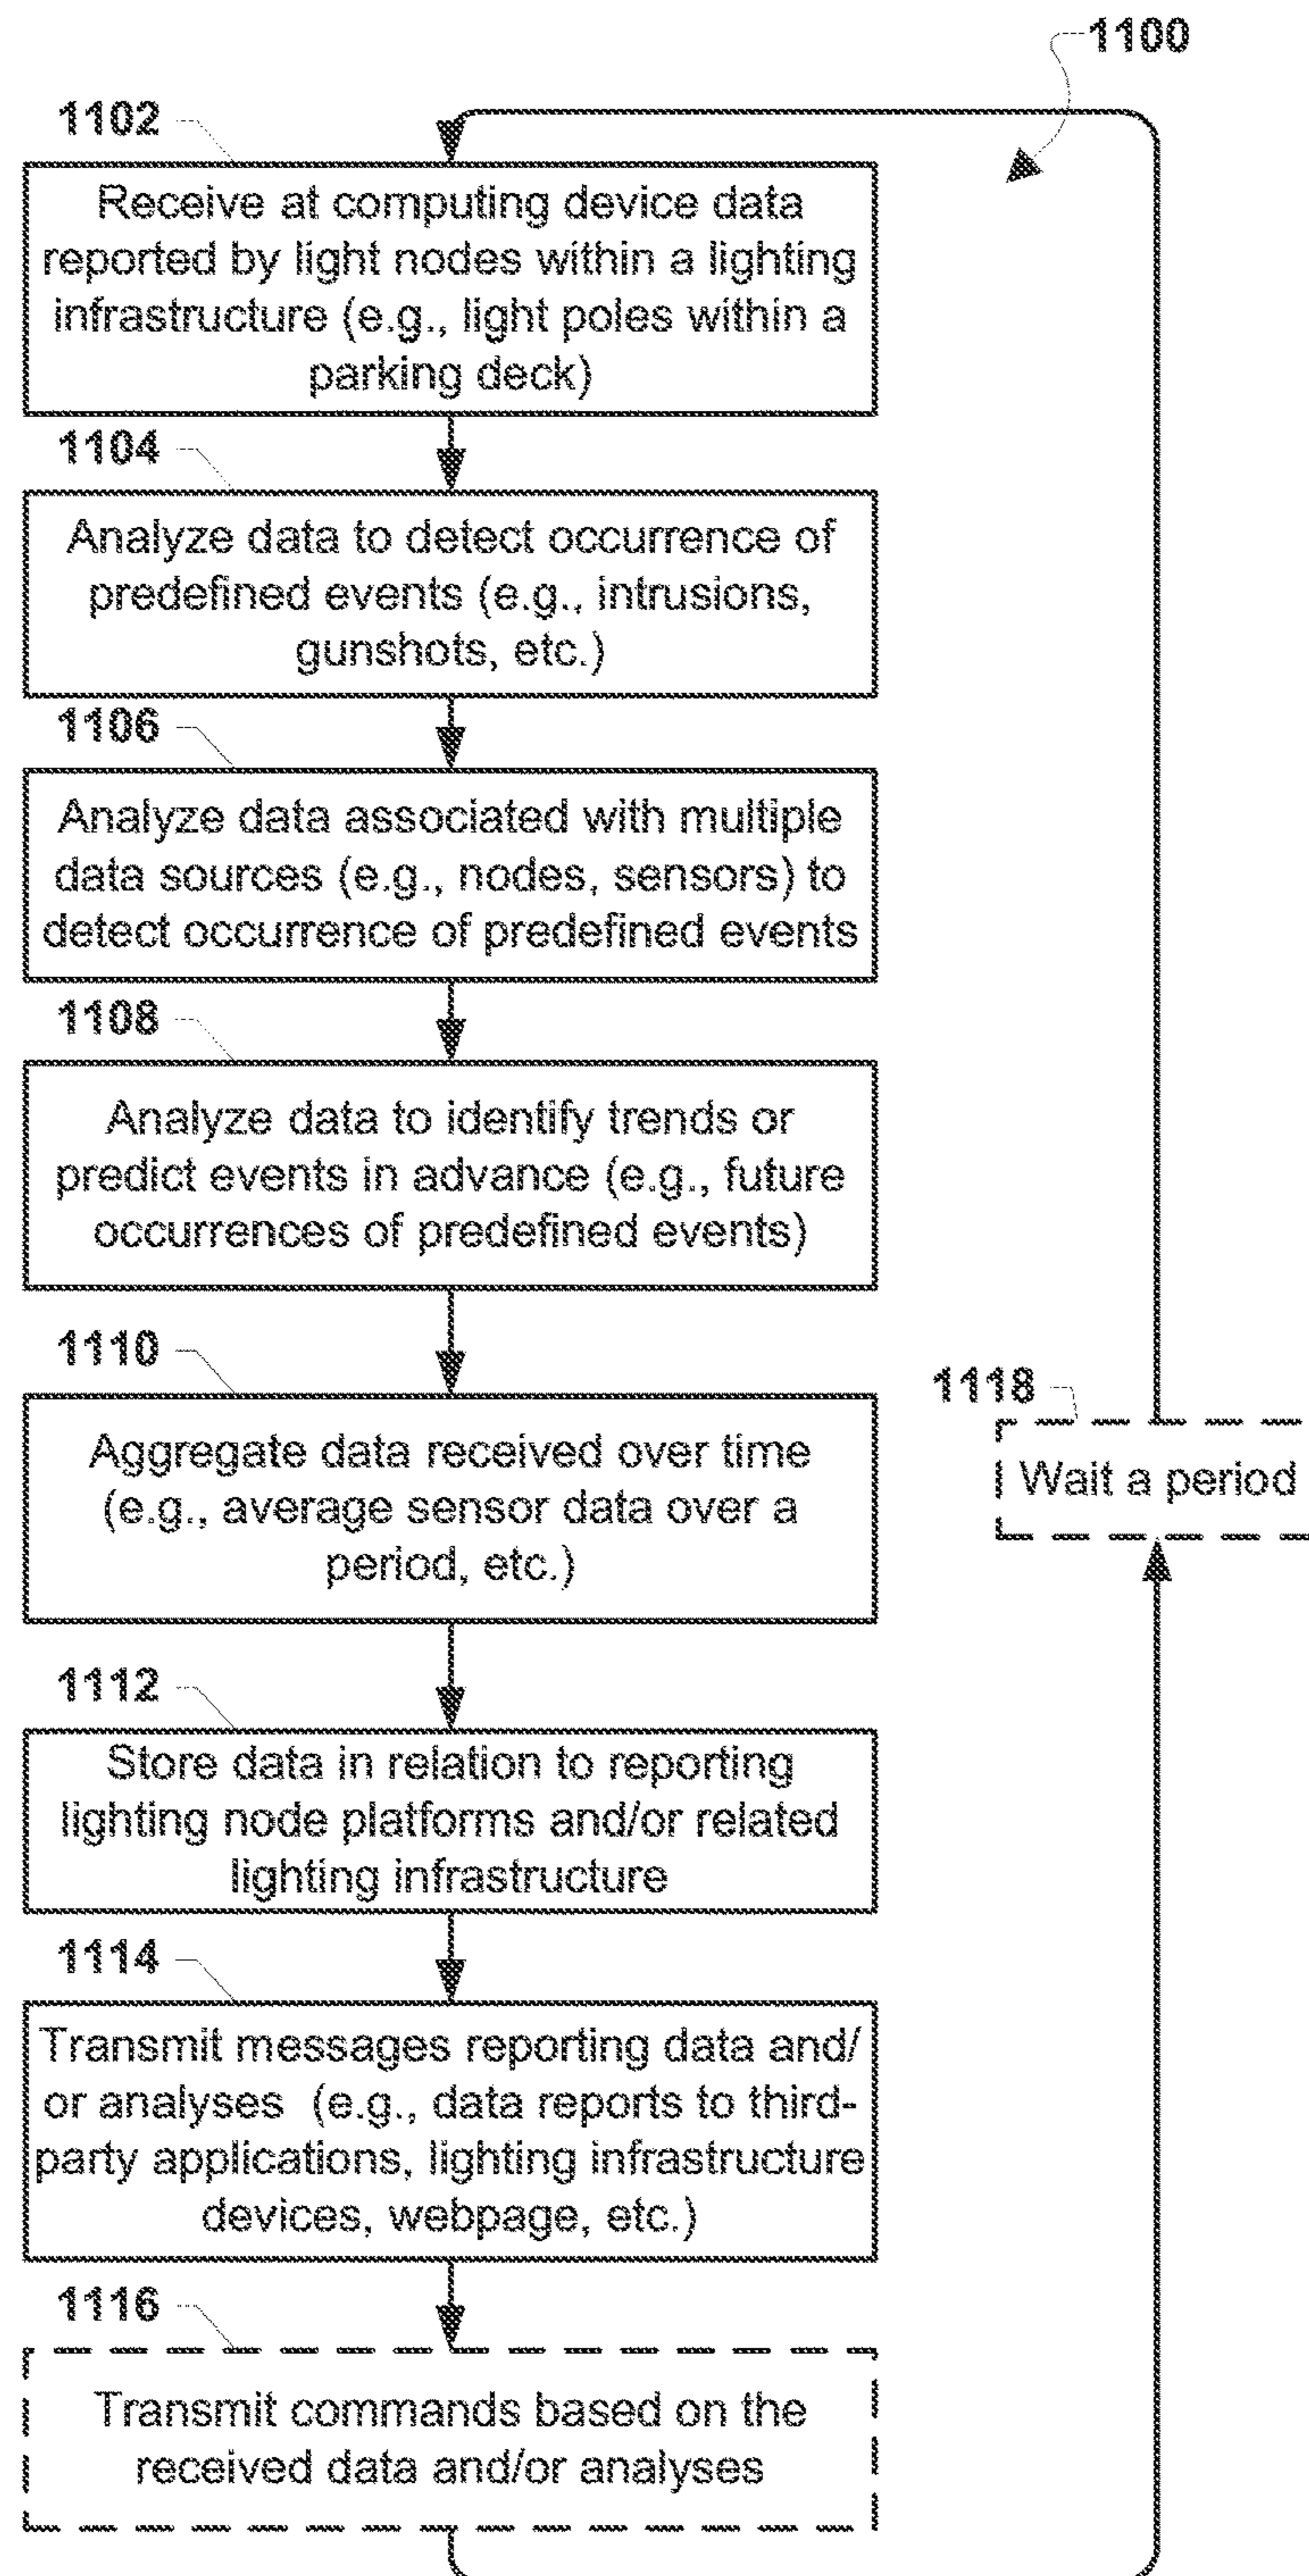 1100
1102
Receive at computing device data
reported by light nodes within a lighting
infrastructure (e.g., light poles within a
parking deck)
1104
Analyze data to detect occurrence of
predefined events (e.g., intrusions,
gunshots, etc.)
1106
Analyze data associated with multiple
data sources (e.g., nodes, sensors) to
detect occurrence of predefined events
1108
Analyze data to identify trends or
predict events in advance (e.g., future
occurrences of predefined events)
1110
Aggregate data received over time
(e.g., average sensor data over a
period, etc.)
1118
Wait a period
1112
Store data in relation to reporting
lighting node platforms and/or related
lighting infrastructure
1114
Transmit messages reporting data and/
or analyses (e.g., data reports to third-
party applications, lighting infrastructure
devices, webpage, etc.)
1116
Transmit commands based on the
received data and/or analyses